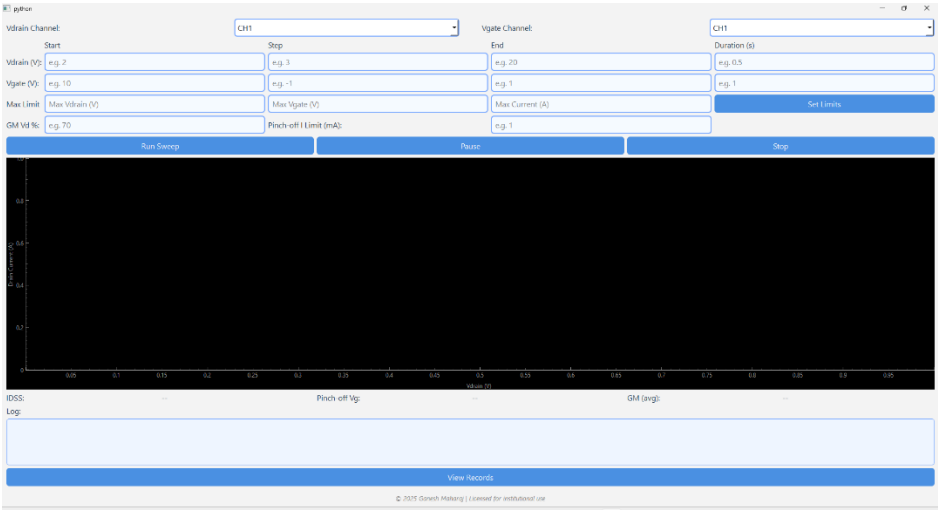 python
Vdrain Channel: CH1 Vgate Channel: CH1
Start Step End Duration (s)
Vdrain (V): e.g. 2 e.g. 3 e.g. 20 e.g. 0.5
Vgate (V): e.g. 10 e.g. -1 e.g. 1 e.g. 1
Max Limit Max Vdrain (V) Max Vgate (V) Max Current (A) Set Limits
GM Vd %: e.g. 70 Pinch-off I Limit (mA): e.g. 1
Run Sweep Pause Stop
1.0
0.8
0.6
Drain Current (A)
0.4
0.2
0
0.05 0.1 0.15 0.2 0.25 0.3 0.35 0.4 0.45 0.5 0.55 0.6 0.65 0.7 0.75 0.8 0.85 0.9 0.95
Vdrain (V)
IDSS: -- Pinch-off Vg: -- GM (avg): --
Log:
View Records
© 2025 Ganesh Maharaj | Licensed for institutional use